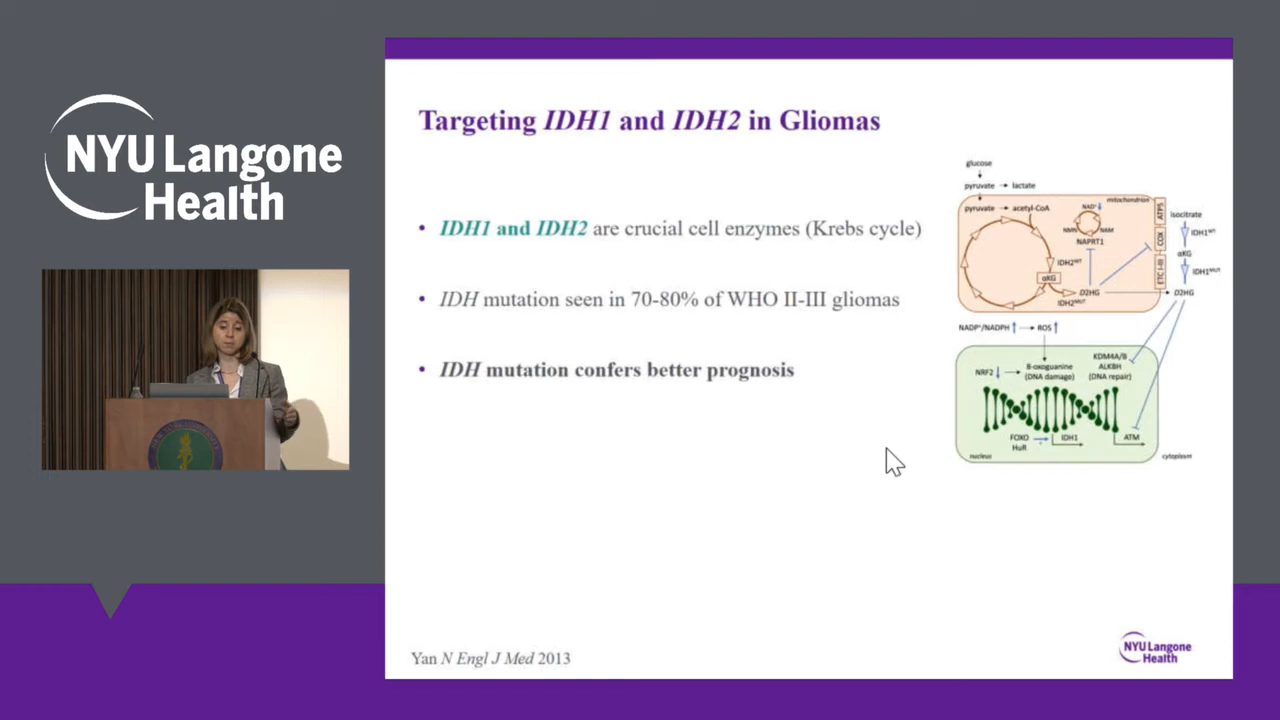 NYU Langone
Health
Targeting IDH1 and IDH2 in Gliomas
• IDH1 and IDH2 are crucial cell enzymes (Krebs cycle)
• IDH mutation seen in 70-80% of WHO II-III gliomas
• IDH mutation confers better prognosis
glucose
pyruvate → lactate
pyruvate → acetyl-CoA
NAD⁺ ↓
mitochondrion
NMN
NAM
NAPRT1
IDH2ᵂᵀ
αKG
D2HG
IDH2ᴹᵁᵀ
ATP5
COX
ETC I-III
isocitrate
IDH1ᵂᵀ
αKG
IDH1ᴹᵁᵀ
D2HG
NADP⁺/NADPH ↑ → ROS ↑
NRF2 ↓ → 8-oxoguanine
(DNA damage)
KDM4A/B
ALKBH
(DNA repair)
FOXO
HuR
IDH1
ATM
nucleus
cytoplasm
Yan N Engl J Med 2013
NYU Langone
Health